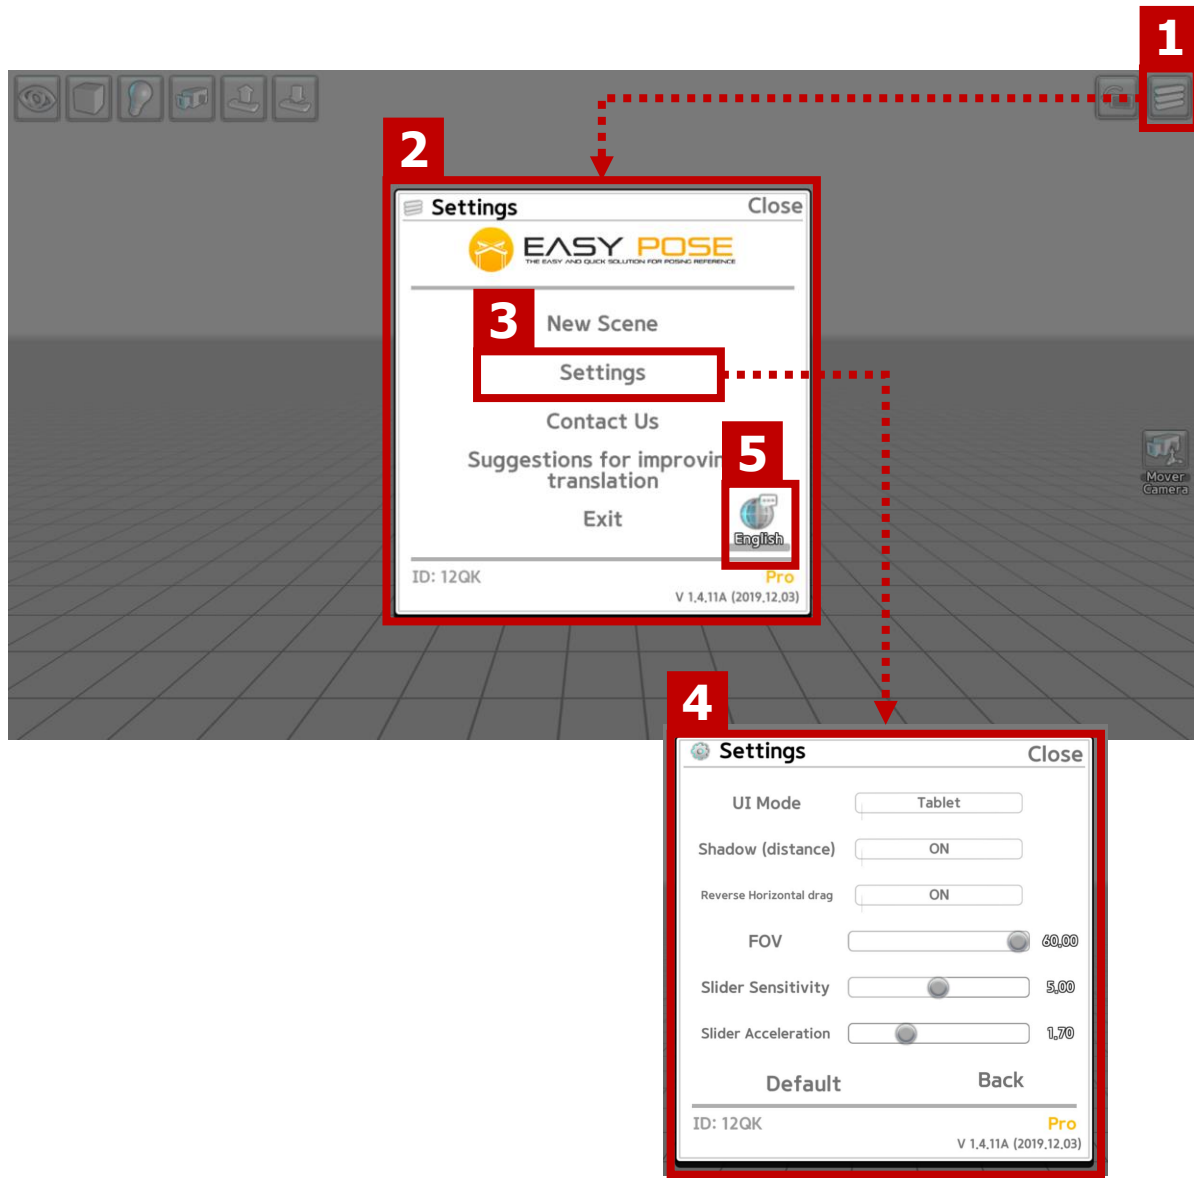 1
2
Settings
Close
EASY POSE
THE EASY AND QUICK SOLUTION FOR POSING REFERENCE
3
New Scene
Settings
Contact Us
5
Suggestions for improvin
translation
Exit
English
Mover
Camera
ID: 12QK
Pro
V 1.4.11A (2019.12.03)
4
Settings
Close
UI Mode
Tablet
Shadow (distance)
ON
Reverse Horizontal drag
ON
FOV
60.00
Slider Sensitivity
5.00
Slider Acceleration
1.70
Default
Back
ID: 12QK
Pro
V 1.4.11A (2019.12.03)